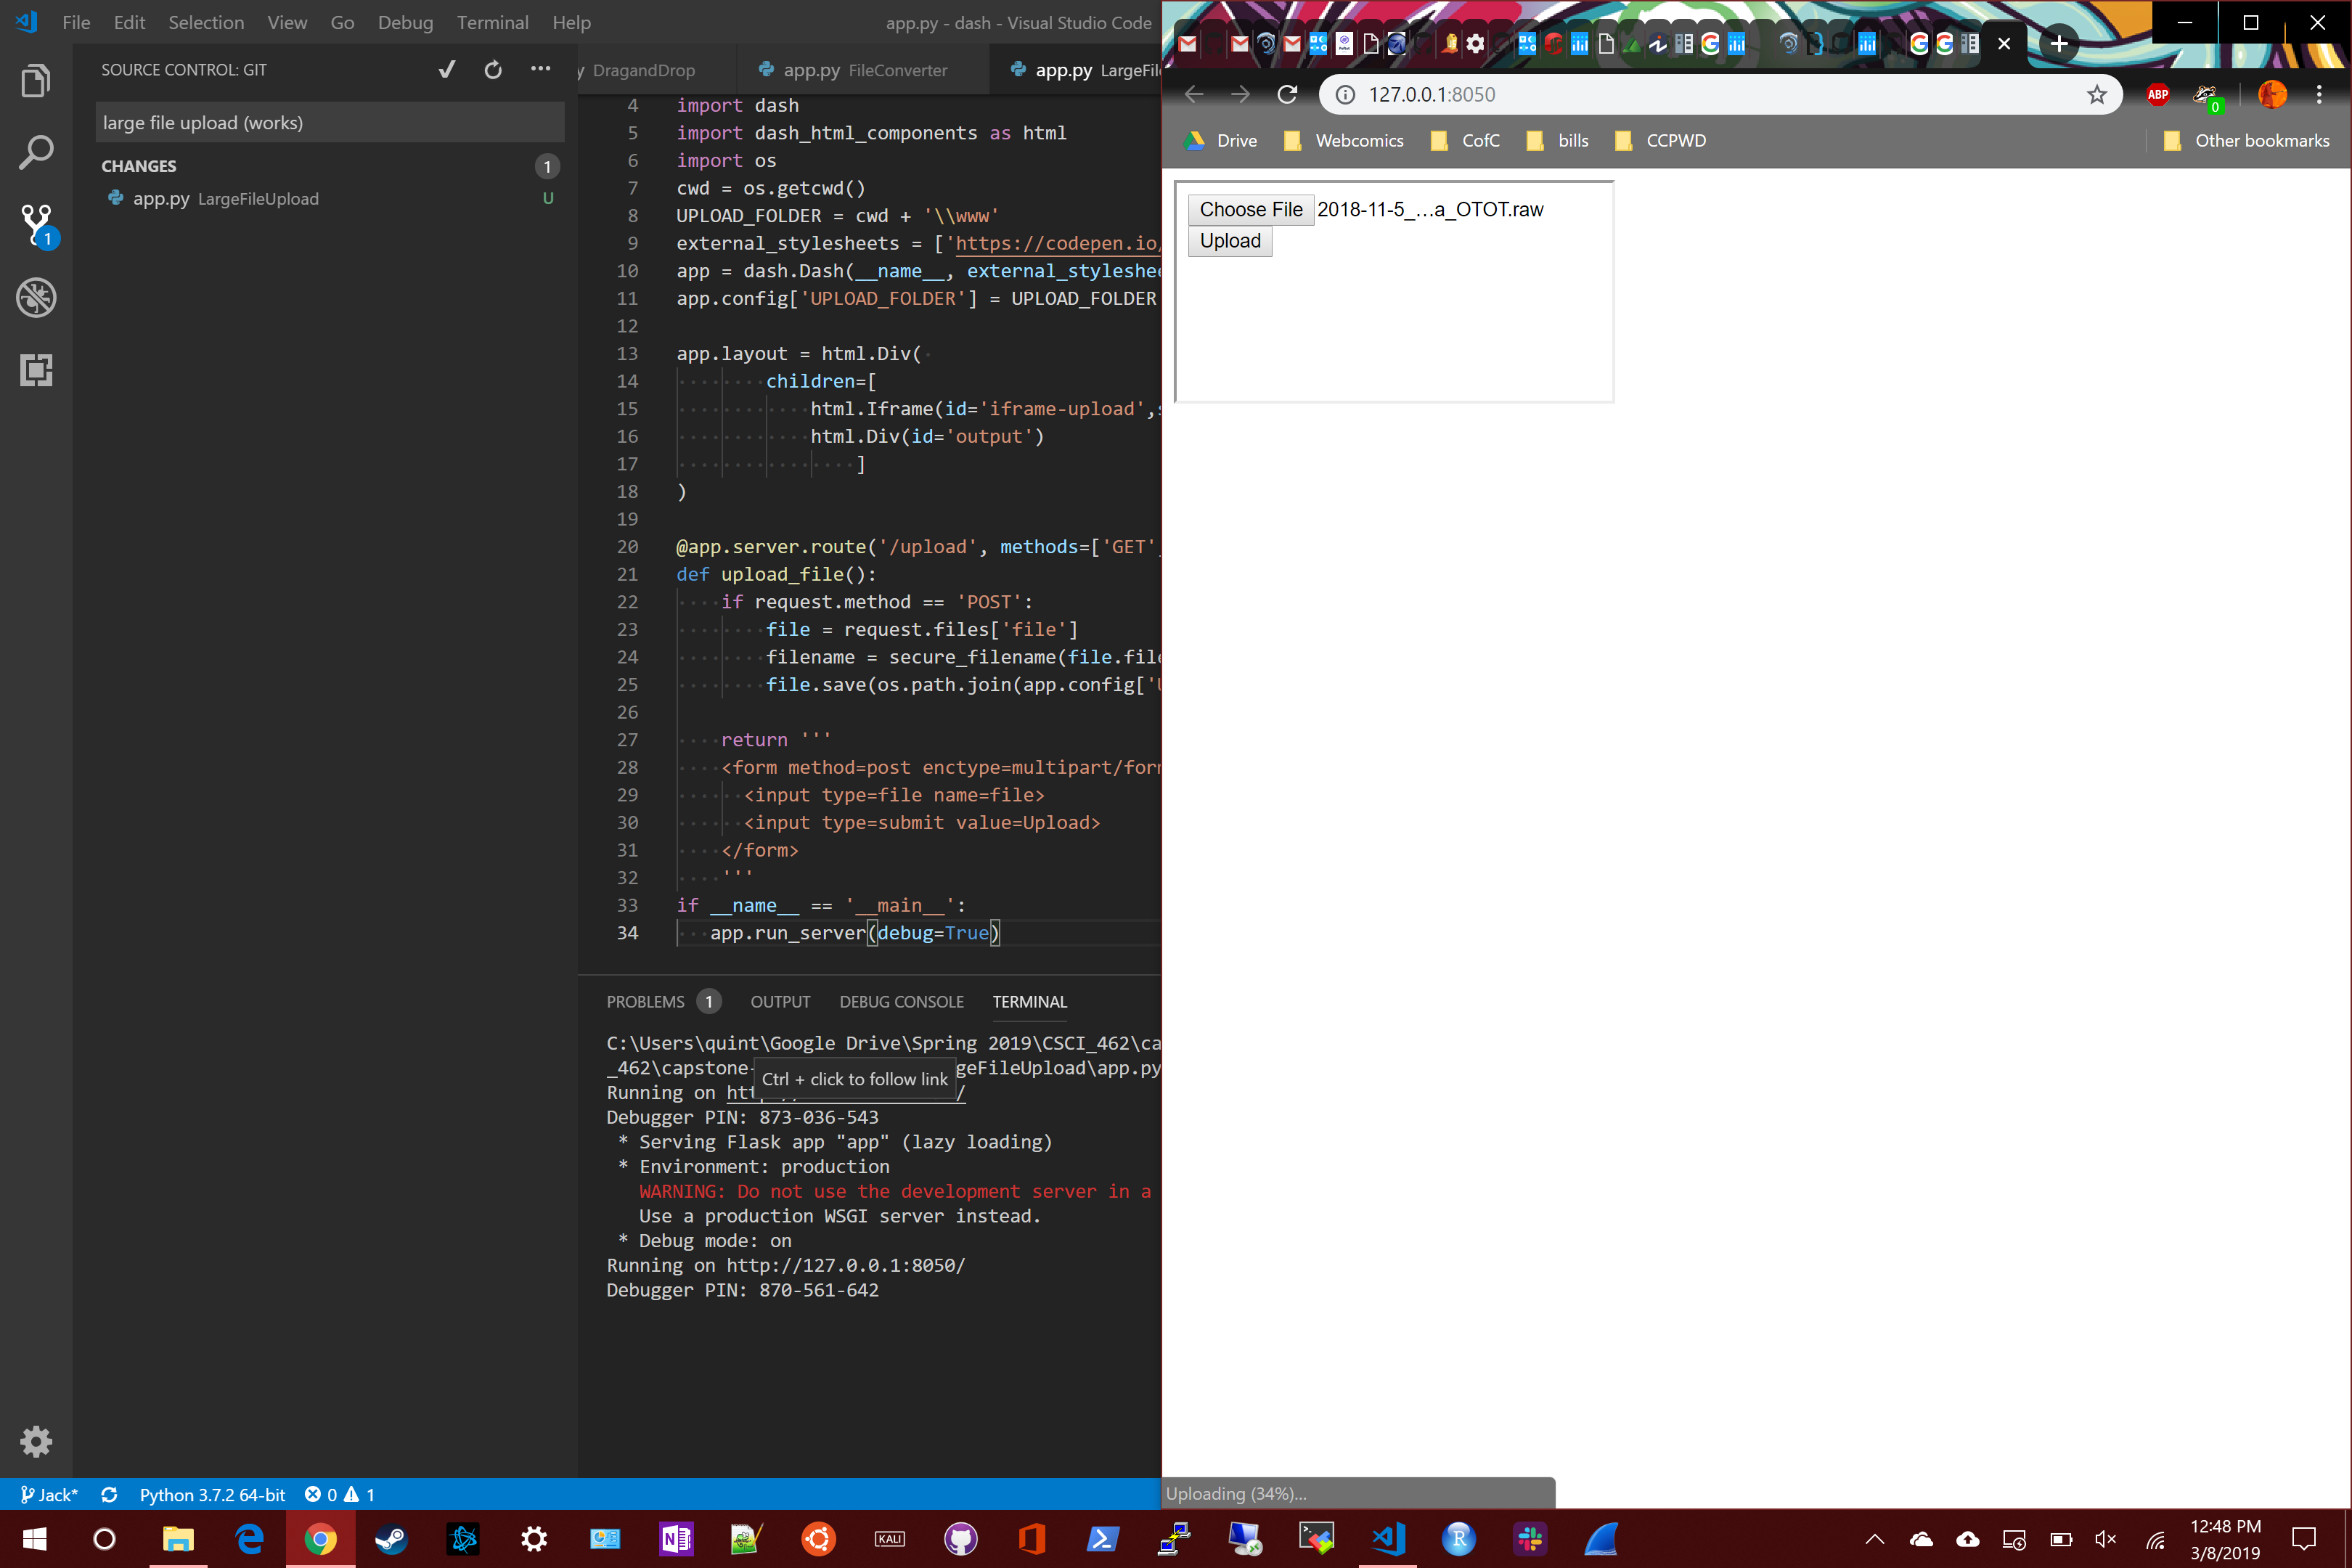 File Edit Selection View Go Debug Terminal Help
app.py - dash - Visual Studio Code
SOURCE CONTROL: GIT
large file upload (works)
CHANGES 1
app.py LargeFileUpload U
1
y DragandDrop app.py FileConverter app.py LargeFil
4 import dash
5 import dash_html_components as html
6 import os
7 cwd = os.getcwd()
8 UPLOAD_FOLDER = cwd + '\\www'
9 external_stylesheets = ['https://codepen.io/
10 app = dash.Dash(__name__, external_styleshee
11 app.config['UPLOAD_FOLDER'] = UPLOAD_FOLDER
12
13 app.layout = html.Div(
14 children=[
15 html.Iframe(id='iframe-upload',s
16 html.Div(id='output')
17 ]
18 )
19
20 @app.server.route('/upload', methods=['GET',
21 def upload_file():
22 if request.method == 'POST':
23 file = request.files['file']
24 filename = secure_filename(file.file
25 file.save(os.path.join(app.config['U
26
27 return '''
28 <form method=post enctype=multipart/for
29 <input type=file name=file>
30 <input type=submit value=Upload>
31 </form>
32 '''
33 if __name__ == '__main__':
34 app.run_server(debug=True)
PROBLEMS 1 OUTPUT DEBUG CONSOLE TERMINAL
C:\Users\quint\Google Drive\Spring 2019\CSCI_462\ca
_462\capstone- geFileUpload\app.py
Ctrl + click to follow link
Running on htt /
Debugger PIN: 873-036-543
* Serving Flask app "app" (lazy loading)
* Environment: production
WARNING: Do not use the development server in a
Use a production WSGI server instead.
* Debug mode: on
Running on http://127.0.0.1:8050/
Debugger PIN: 870-561-642
Jack* Python 3.7.2 64-bit 0 1
127.0.0.1:8050
ABP 0
Drive Webcomics CofC bills CCPWD Other bookmarks
Choose File 2018-11-5_...a_OTOT.raw
Upload
Uploading (34%)...
KALI
12:48 PM
3/8/2019